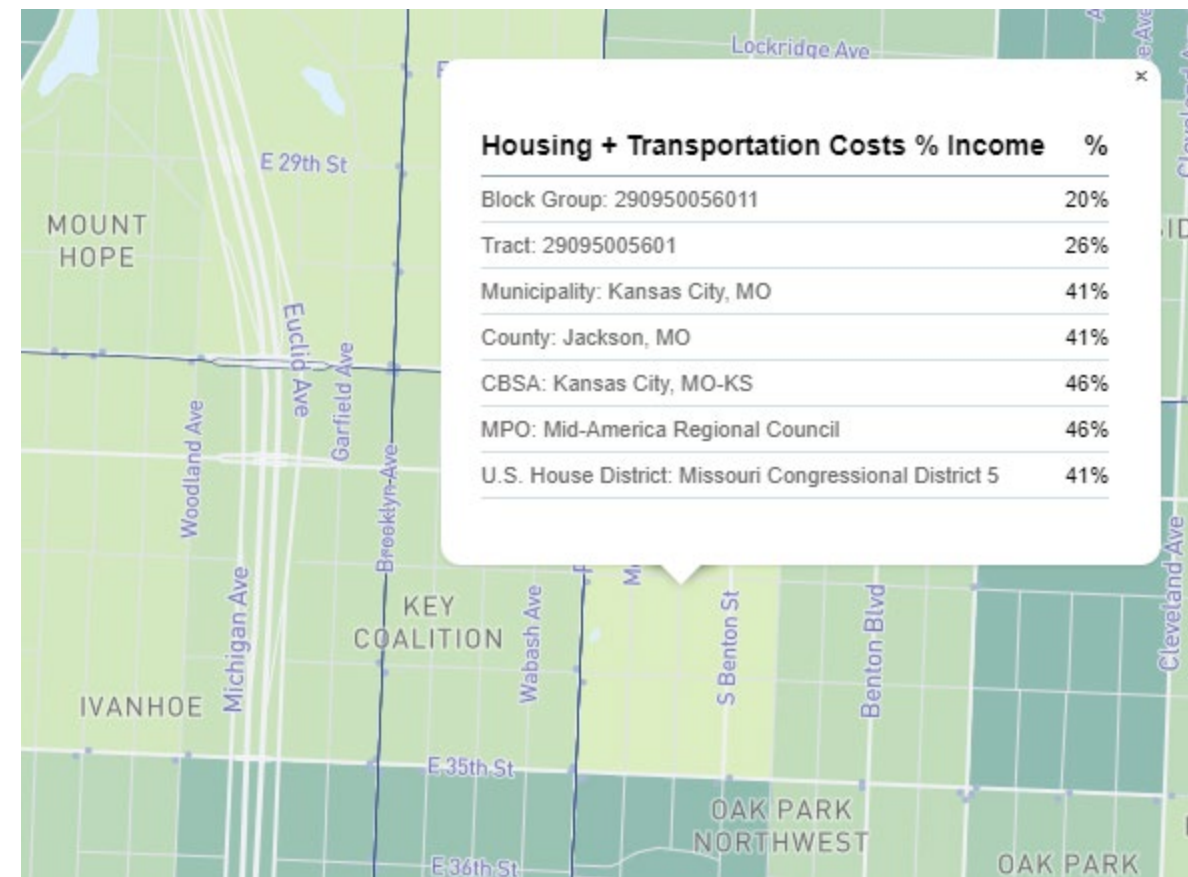 Lockridge Ave
×
Housing + Transportation Costs % Income %
Block Group: 290950056011 20%
Tract: 29095005601 26%
Municipality: Kansas City, MO 41%
County: Jackson, MO 41%
CBSA: Kansas City, MO-KS 46%
MPO: Mid-America Regional Council 46%
U.S. House District: Missouri Congressional District 5 41%
E 29th St
MOUNT
HOPE
Euclid Ave
Garfield Ave
Woodland Ave
Brooklyn Ave
Michigan Ave
KEY
COALITION
Wabash Ave
S Benton St
Benton Blvd
Cleveland Ave
IVANHOE
E 35th St
OAK PARK
NORTHWEST
E 36th St
OAK PARK